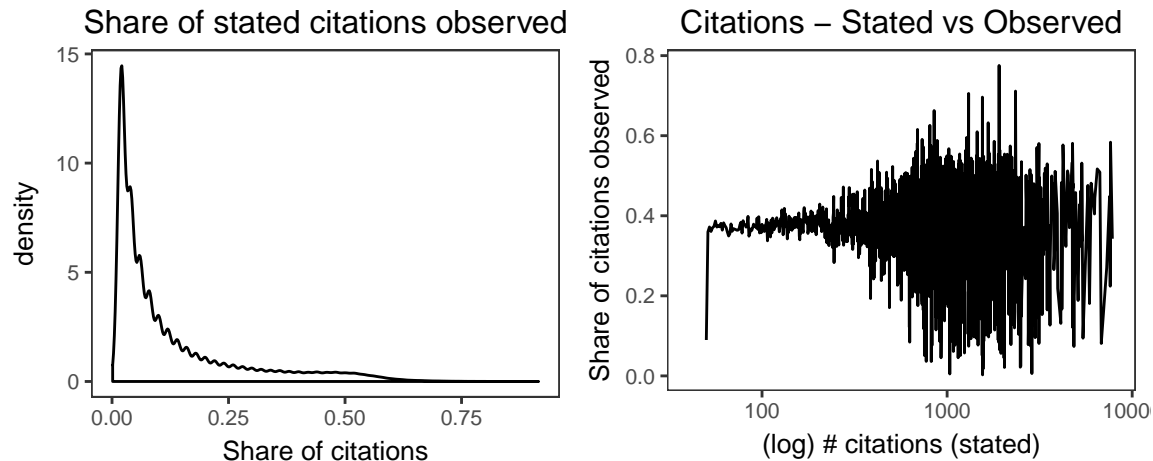 Share of stated citations observed
15
10
5
0
density
0.00 0.25 0.50 0.75
Share of citations
Citations – Stated vs Observed
0.8
0.6
0.4
0.2
0.0
Share of citations observed
100 1000 1000
(log) # citations (stated)